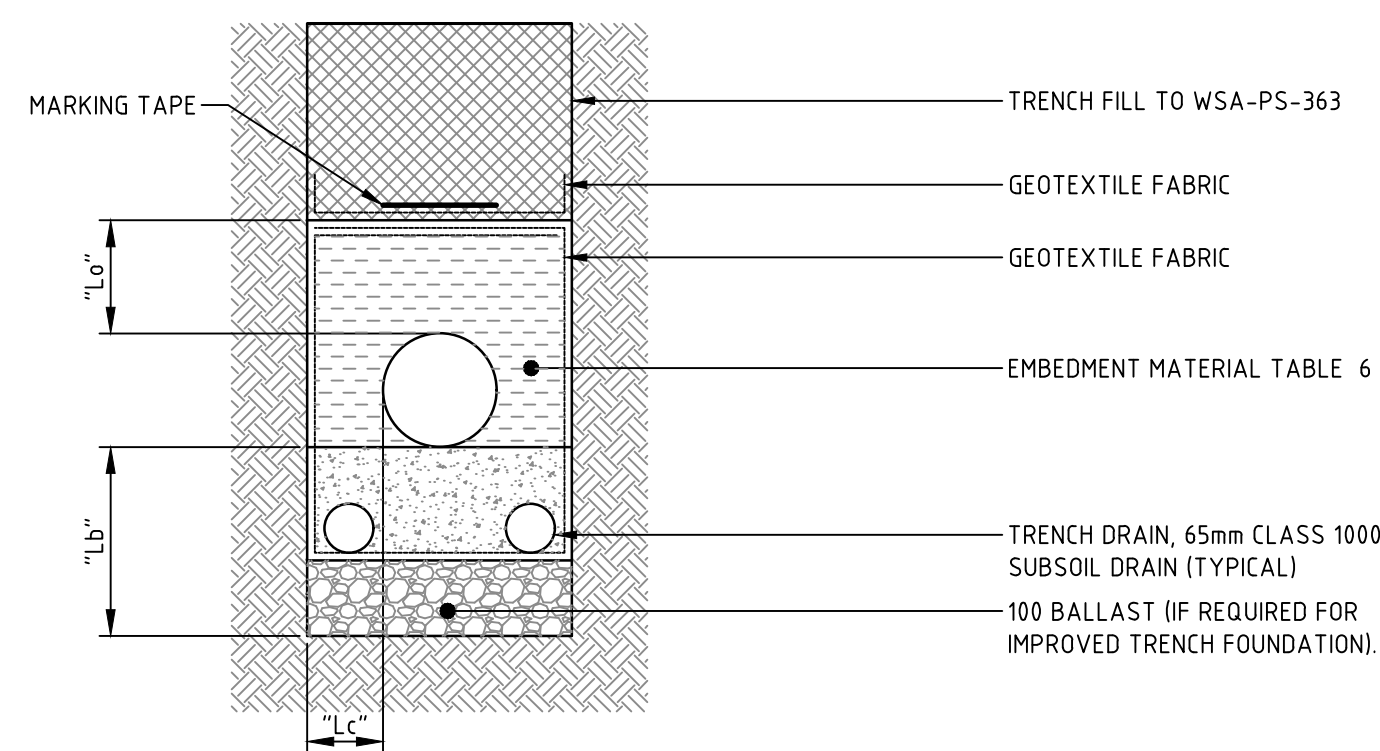 MARKING TAPE
TRENCH FILL TO WSA-PS-363
GEOTEXTILE FABRIC
"Lo"
GEOTEXTILE FABRIC
EMBEDMENT MATERIAL TABLE 6
"Lb"
TRENCH DRAIN, 65mm CLASS 1000
SUBSOIL DRAIN (TYPICAL)
100 BALLAST (IF REQUIRED FOR
IMPROVED TRENCH FOUNDATION).
"Lc"